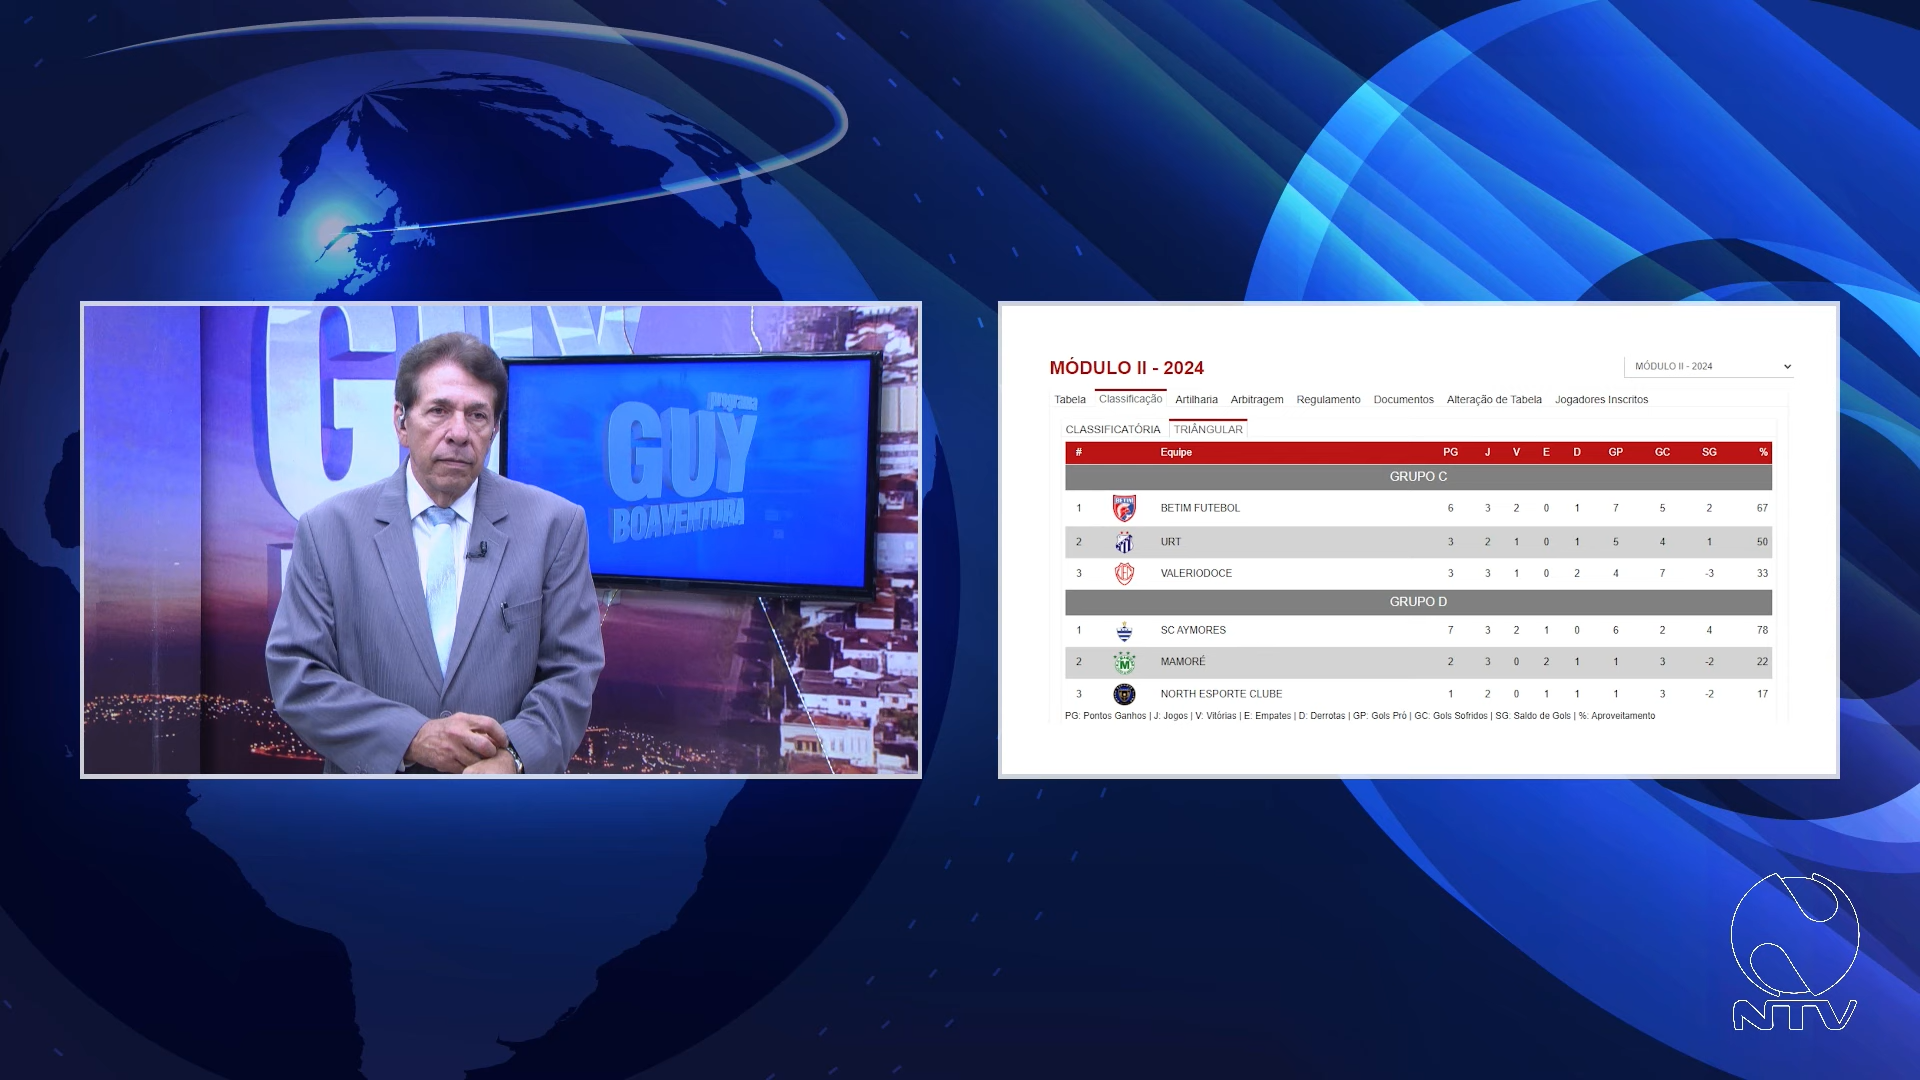 GUY
programa
GUY
BOAVENTURA
MÓDULO II - 2024
MÓDULO II - 2024
Tabela Classificação Artilharia Arbitragem Regulamento Documentos Alteração de Tabela Jogadores Inscritos
CLASSIFICATÓRIA TRIÂNGULAR
# Equipe PG J V E D GP GC SG %
GRUPO C
1 BETIM FUTEBOL 6 3 2 0 1 7 5 2 67
2 URT 3 2 1 0 1 5 4 1 50
3 VALERIODOCE 3 3 1 0 2 4 7 -3 33
GRUPO D
1 SC AYMORES 7 3 2 1 0 6 2 4 78
2 MAMORÉ 2 3 0 2 1 1 3 -2 22
3 NORTH ESPORTE CLUBE 1 2 0 1 1 1 3 -2 17
PG: Pontos Ganhos | J: Jogos | V: Vitórias | E: Empates | D: Derrotas | GP: Gols Pró | GC: Gols Sofridos | SG: Saldo de Gols | %: Aproveitamento
NTV